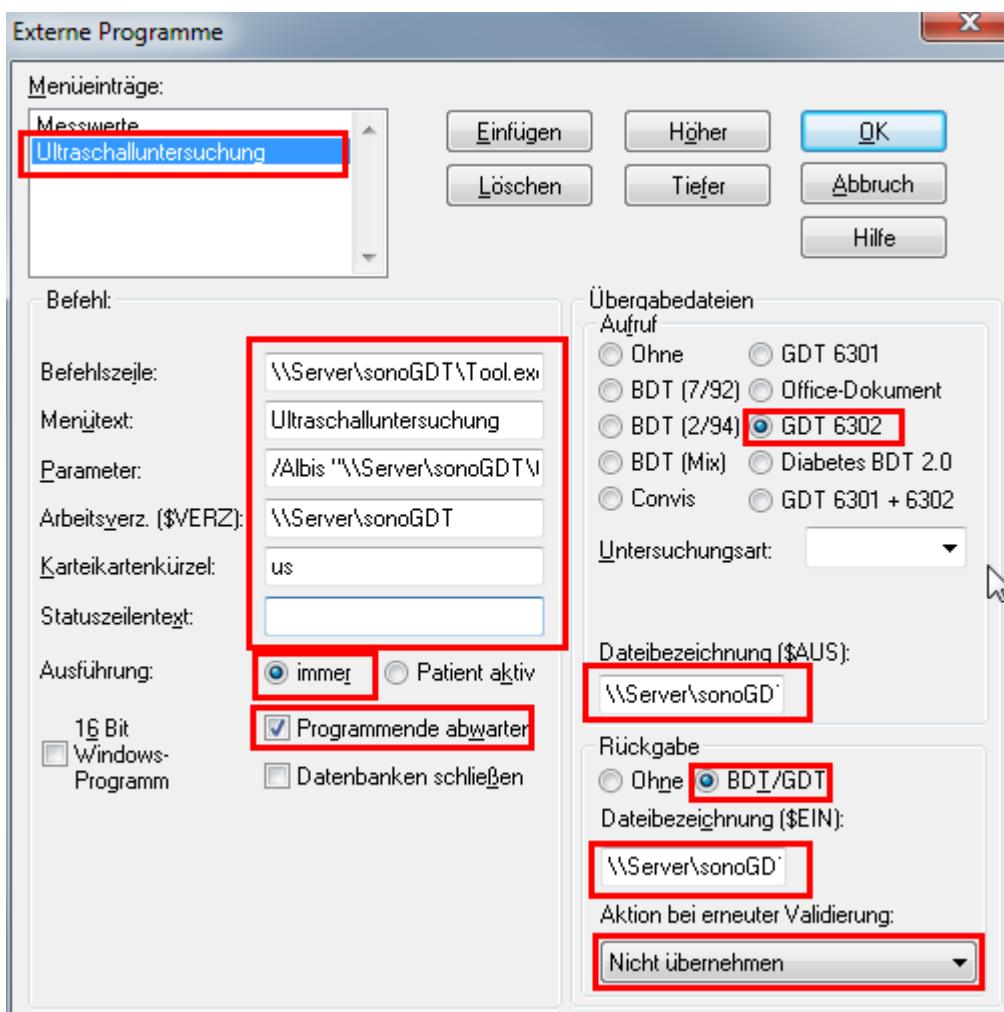 Externe Programme
Menüeinträge:
Messwerte
Ultraschalluntersuchung
Einfügen
Höher
OK
Löschen
Tiefer
Abbruch
Hilfe
Befehl:
Befehlszeile:
\\Server\sonoGDT\Tool.exe
Menütext:
Ultraschalluntersuchung
Parameter:
/Albis "\\Server\sonoGDT\
Arbeitsverz. ($VERZ):
\\Server\sonoGDT
Karteikartenkürzel:
us
Statuszeilentext:
Ausführung:
immer
Patient aktiv
16 Bit
Windows-
Programm
Programmende abwarten
Datenbanken schließen
Übergabedateien
Aufruf
Ohne
GDT 6301
BDT (7/92)
Office-Dokument
BDT (2/94)
GDT 6302
BDT (Mix)
Diabetes BDT 2.0
Convis
GDT 6301 + 6302
Untersuchungsart:
Dateibezeichnung ($AUS):
\\Server\sonoGD
Rückgabe
Ohne
BDT/GDT
Dateibezeichnung ($EIN):
\\Server\sonoGD
Aktion bei erneuter Validierung:
Nicht übernehmen